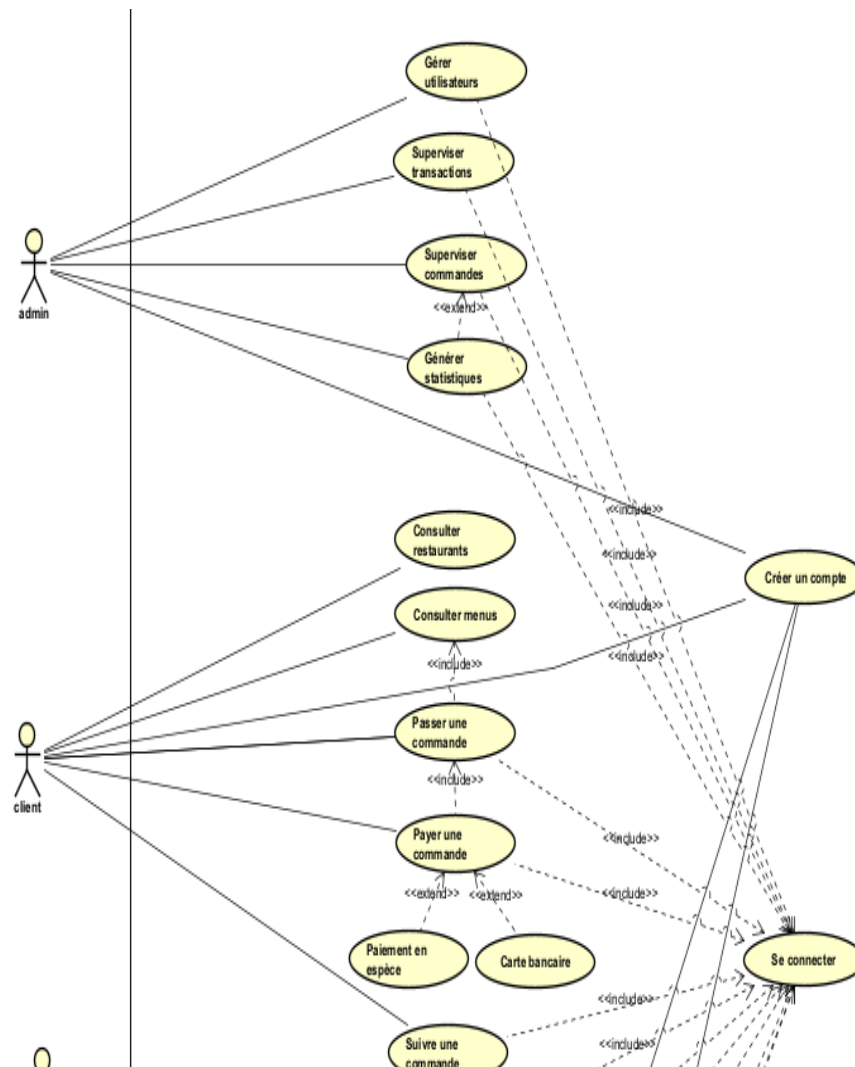 Gérer
utilisateurs
Superviser
transactions
Superviser
commandes
<<extend>>
admin
Générer
statistiques
<<include>>
Consulter
restaurants
<<include>>
Créer un compte
<<include>>
Consulter menus
<<include>>
<<include>>
Passer une
commande
<<include>>
client
Payer une
commande
<<include>>
<<extend>>
<<extend>>
<<include>>
Paiement en
espèce
Carte bancaire
Se connecter
<<include>>
Suivre une
commande
<<include>>